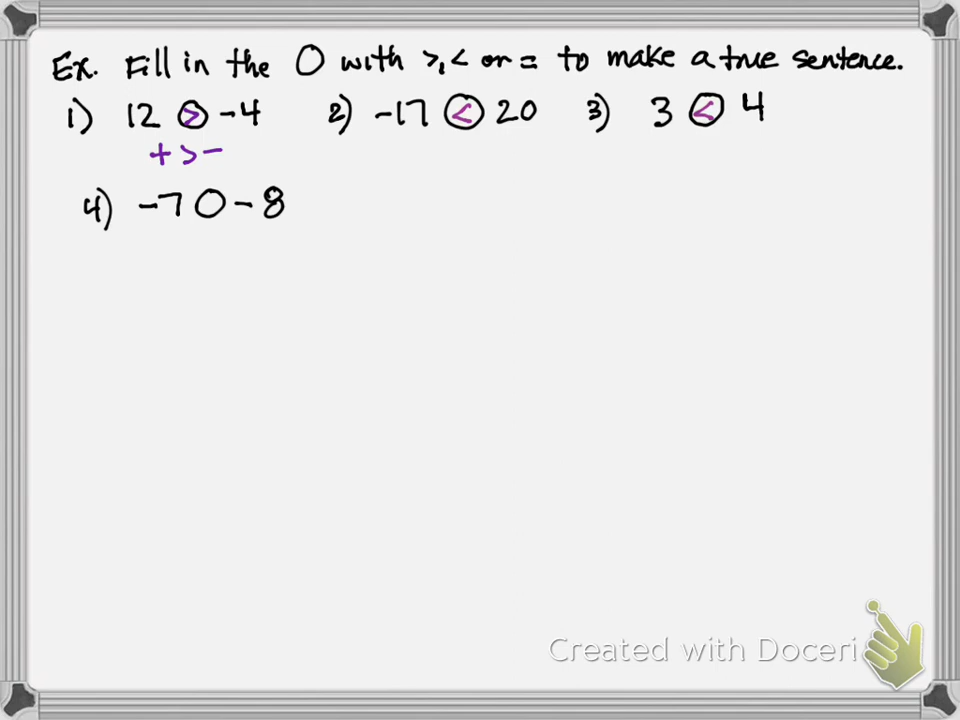 Ex. Fill in the O with >, < or = to make a true sentence.
1) 12 > -4 2) -17 < 20 3) 3 < 4
+ > -
4) -7 O -8
Created with Doceri